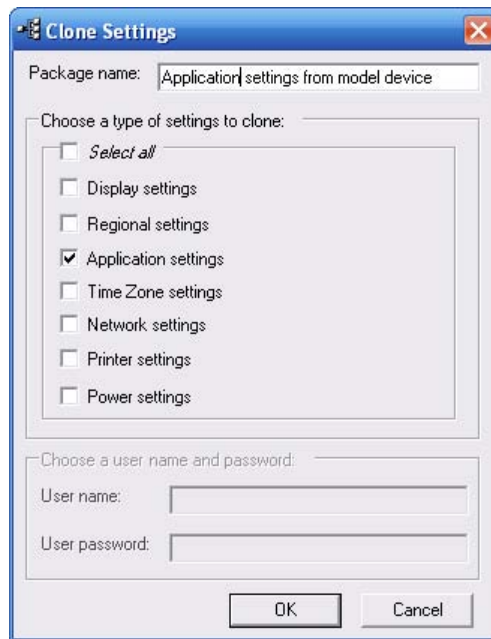 Clone Settings
Package name: Application settings from model device
Choose a type of settings to clone:
Select all
Display settings
Regional settings
Application settings
Time Zone settings
Network settings
Printer settings
Power settings
Choose a user name and password:
User name:
User password:
OK Cancel